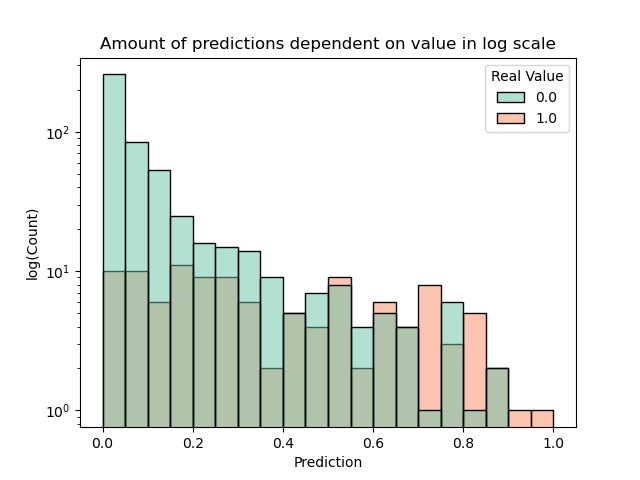 Amount of predictions dependent on value in log scale
Real Value
0.0
1.0
log(Count)
10²
10¹
10⁰
0.0 0.2 0.4 0.6 0.8 1.0
Prediction